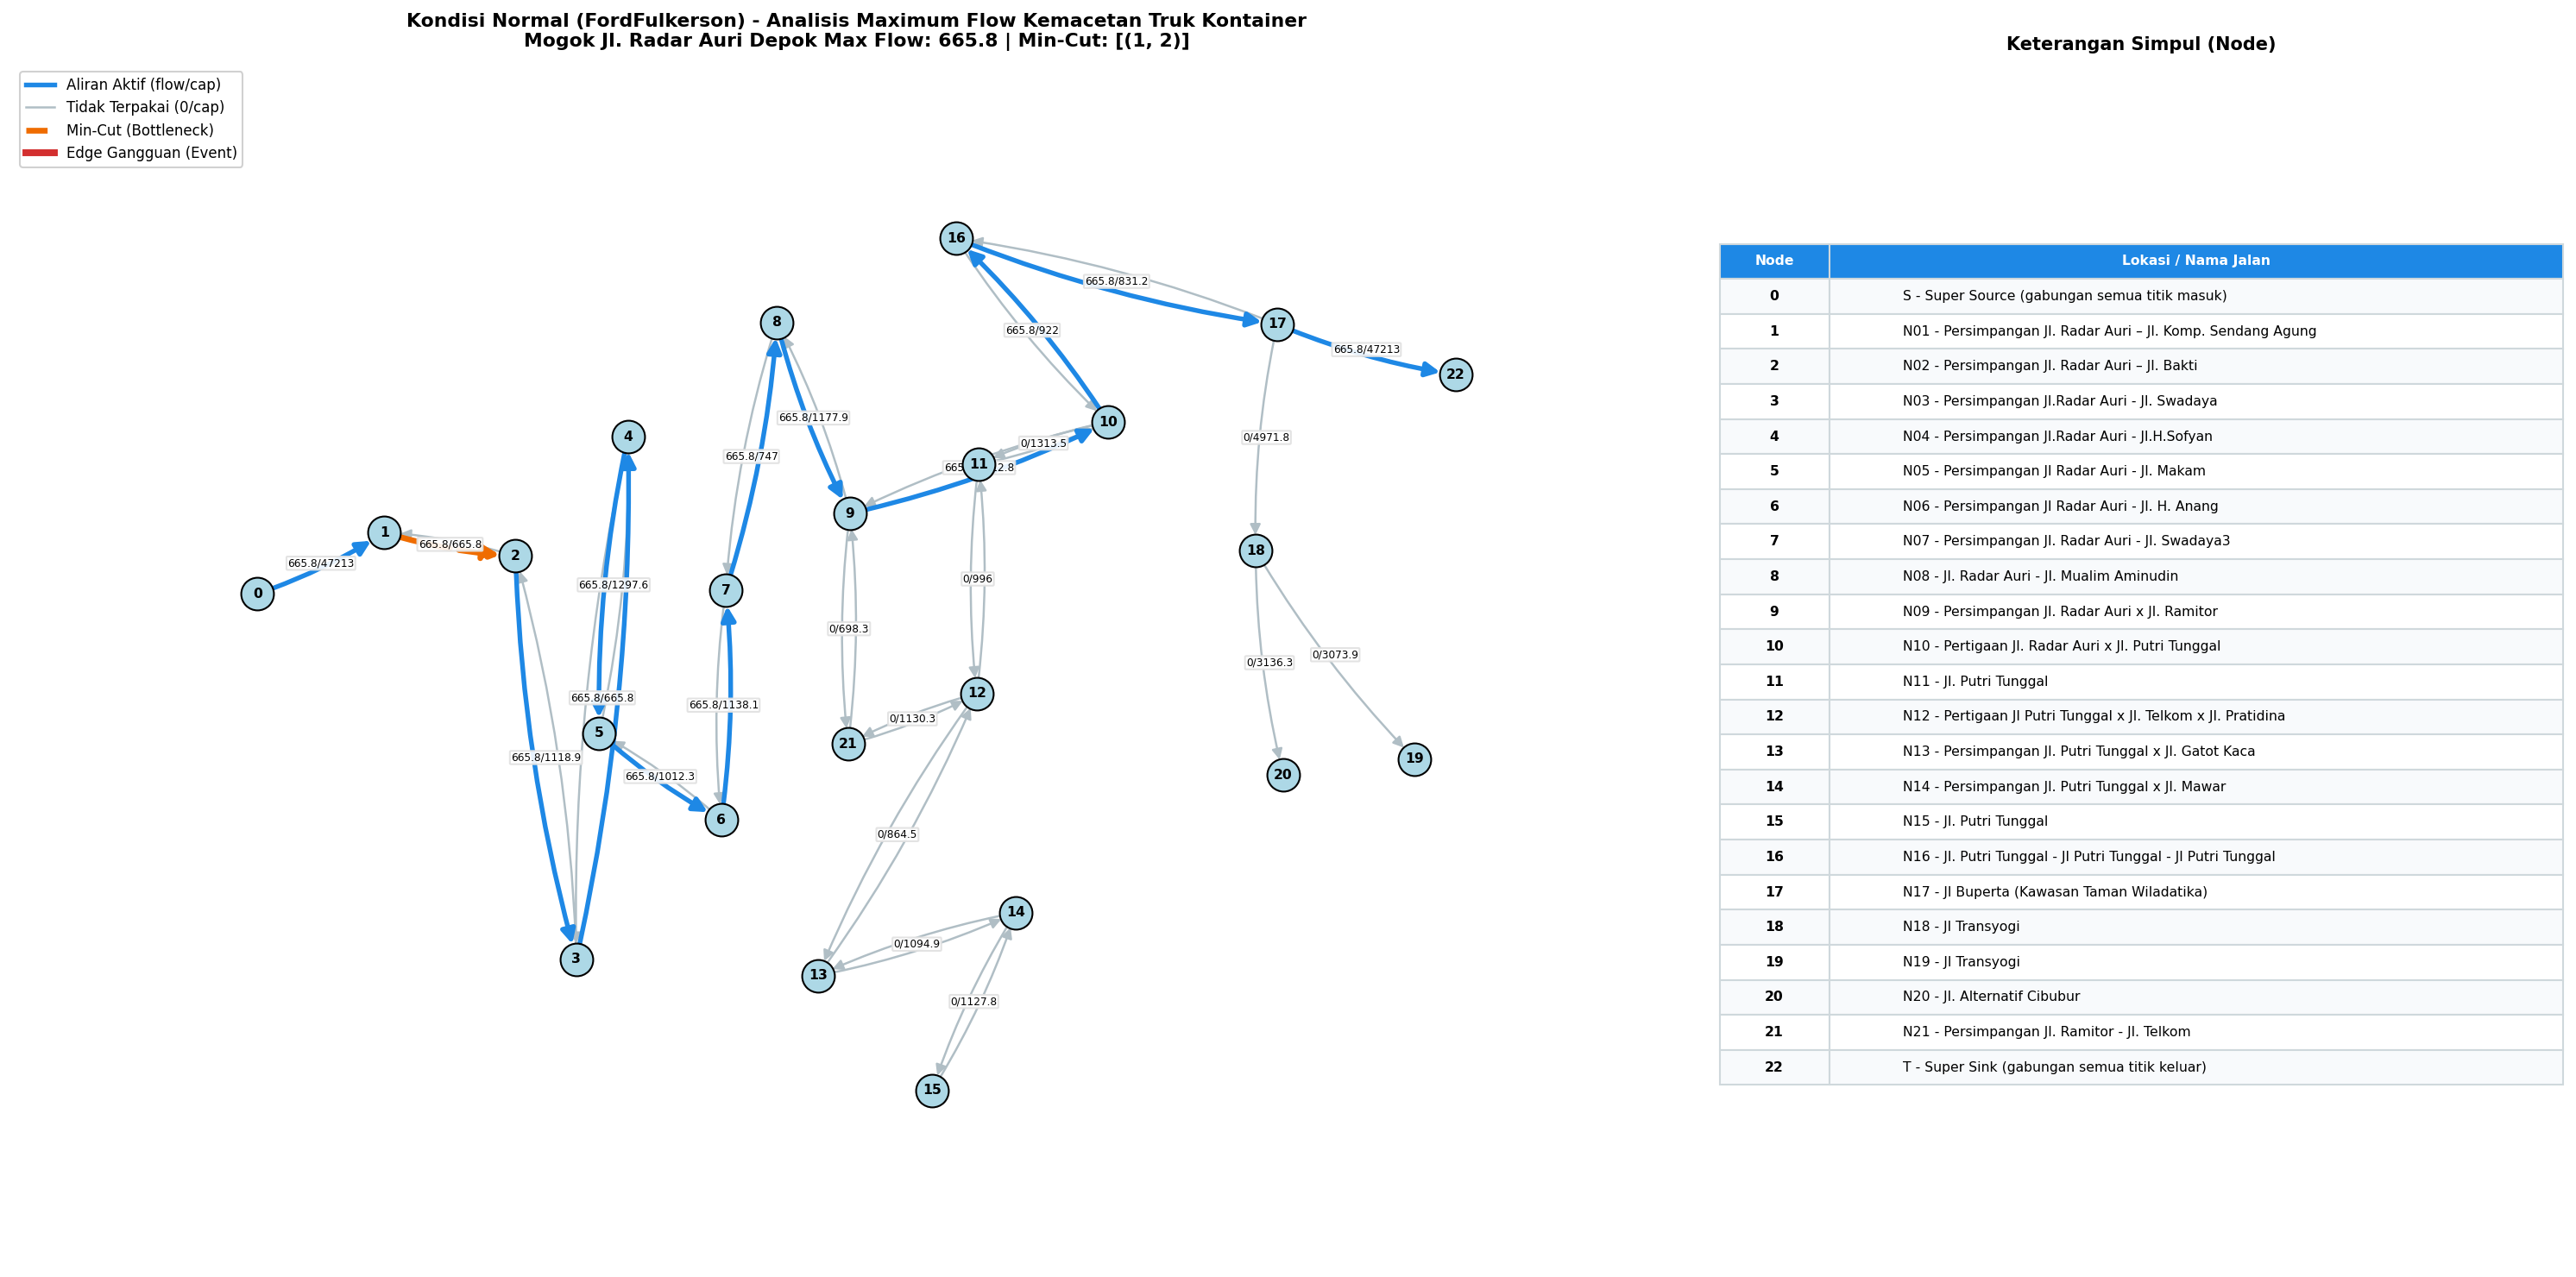 Kondisi Normal (FordFulkerson) - Analisis Maximum Flow Kemacetan Truk Kontainer
Mogok Jl. Radar Auri Depok Max Flow: 665.8 | Min-Cut: [(1, 2)]
Aliran Aktif (flow/cap)
Tidak Terpakai (0/cap)
Min-Cut (Bottleneck)
Edge Gangguan (Event)
16
665.8/831.2
8
17
665.8/922
665.8/47213
22
665.8/1177.9
10
4
0/4971.8
0/1313.5
665.8/747
11
9
1
665.8/665.8
2
18
665.8/47213
0/996
665.8/1297.6
7
0
0/698.3
0/3073.9
0/3136.3
12
665.8/665.8
665.8/1138.1
0/1130.3
5
21
665.8/1118.9
19
665.8/1012.3
20
6
0/864.5
14
0/1094.9
3
13
0/1127.8
15
Keterangan Simpul (Node)
Node Lokasi / Nama Jalan
0 S - Super Source (gabungan semua titik masuk)
1 N01 - Persimpangan Jl. Radar Auri – Jl. Komp. Sendang Agung
2 N02 - Persimpangan Jl. Radar Auri – Jl. Bakti
3 N03 - Persimpangan Jl.Radar Auri - Jl. Swadaya
4 N04 - Persimpangan Jl.Radar Auri - Jl.H.Sofyan
5 N05 - Persimpangan Jl Radar Auri - Jl. Makam
6 N06 - Persimpangan Jl Radar Auri - Jl. H. Anang
7 N07 - Persimpangan Jl. Radar Auri - Jl. Swadaya3
8 N08 - Jl. Radar Auri - Jl. Mualim Aminudin
9 N09 - Persimpangan Jl. Radar Auri x Jl. Ramitor
10 N10 - Pertigaan Jl. Radar Auri x Jl. Putri Tunggal
11 N11 - Jl. Putri Tunggal
12 N12 - Pertigaan Jl Putri Tunggal x Jl. Telkom x Jl. Pratidina
13 N13 - Persimpangan Jl. Putri Tunggal x Jl. Gatot Kaca
14 N14 - Persimpangan Jl. Putri Tunggal x Jl. Mawar
15 N15 - Jl. Putri Tunggal
16 N16 - Jl. Putri Tunggal - Jl Putri Tunggal - Jl Putri Tunggal
17 N17 - Jl Buperta (Kawasan Taman Wiladatika)
18 N18 - Jl Transyogi
19 N19 - Jl Transyogi
20 N20 - Jl. Alternatif Cibubur
21 N21 - Persimpangan Jl. Ramitor - Jl. Telkom
22 T - Super Sink (gabungan semua titik keluar)